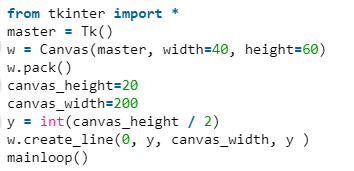 from tkinter import *
master = Tk()
w = Canvas(master, width=40, height=60)
w.pack()
canvas_height=20
canvas_width=200
y = int(canvas_height / 2)
w.create_line(0, y, canvas_width, y )
mainloop()